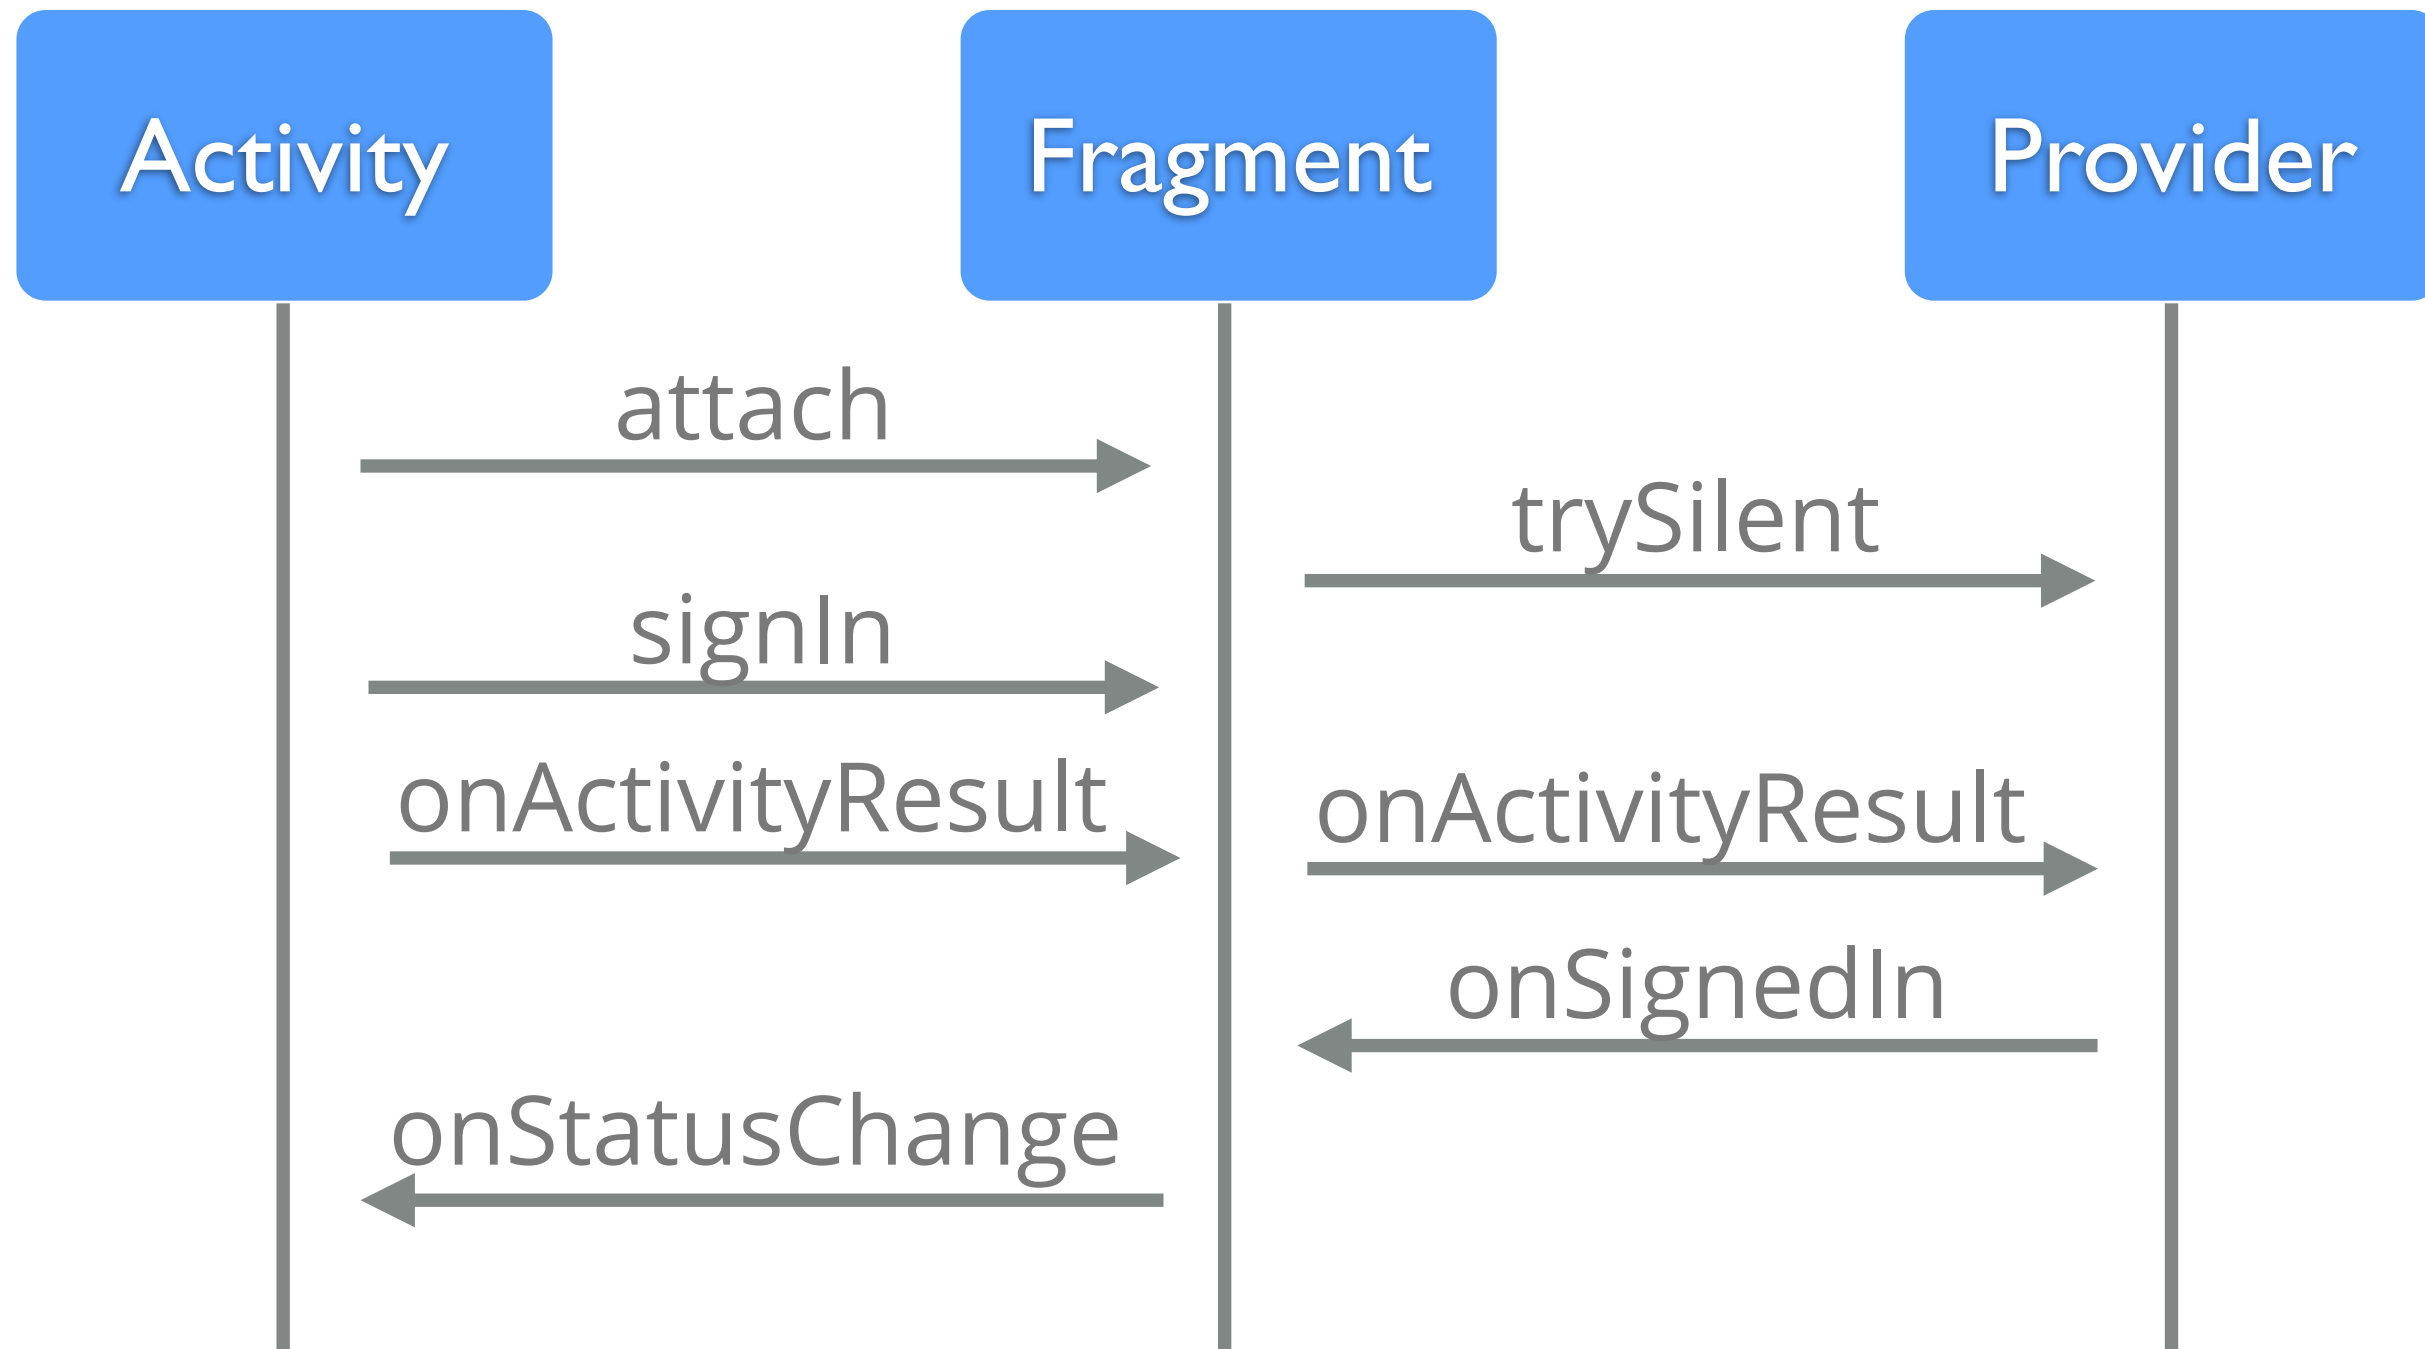 Activity
Fragment
Provider
attach
trySilent
signIn
onActivityResult
onActivityResult
onSignedIn
onStatusChange